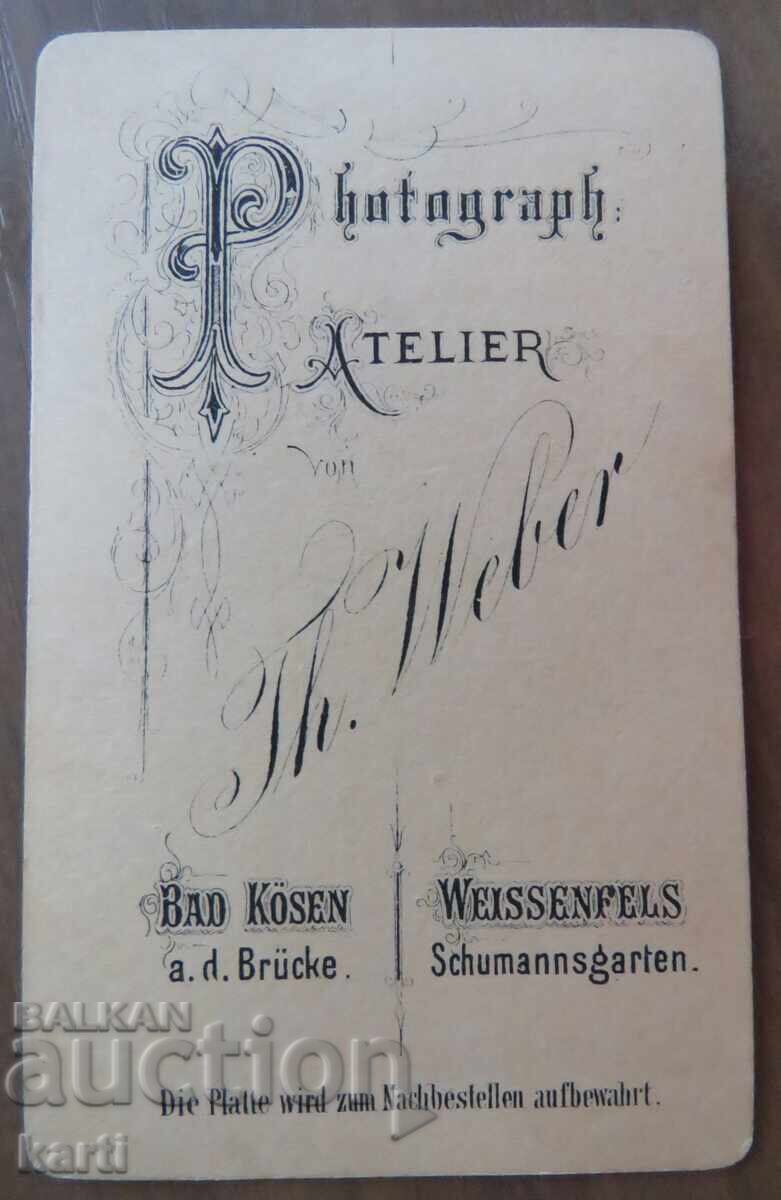 Photograph:
ATELIER
von
Th. Weber
BAD KÖSEN
a.d. Brücke.
WEISSENFELS
Schumannsgarten.
Die Platte wird zum Nachbestellen aufbewahrt.
BALKAN
auction
karti